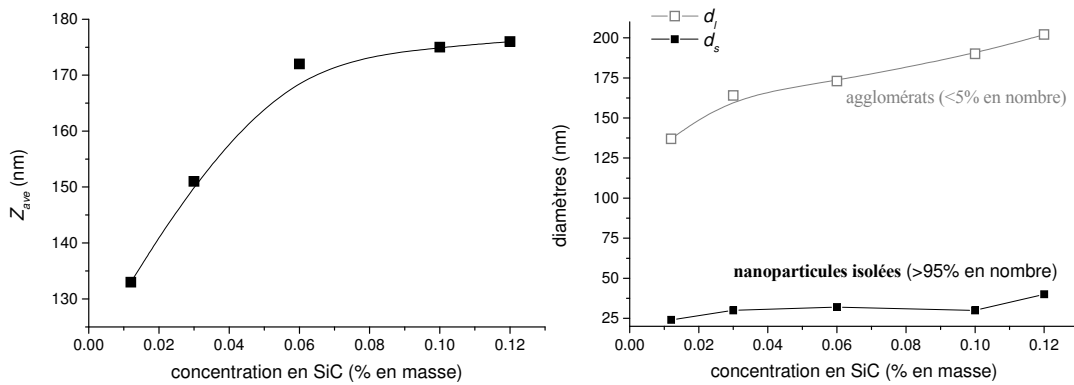 180
170
160
150
140
130
Z_ave (nm)
0.00 0.02 0.04 0.06 0.08 0.10 0.12
concentration en SiC (% en masse)
d_l
d_s
200
175
150
125
100
75
50
25
diamètres (nm)
agglomérats (<5% en nombre)
nanoparticules isolées (>95% en nombre)
0.00 0.02 0.04 0.06 0.08 0.10 0.12
concentration en SiC (% en masse)